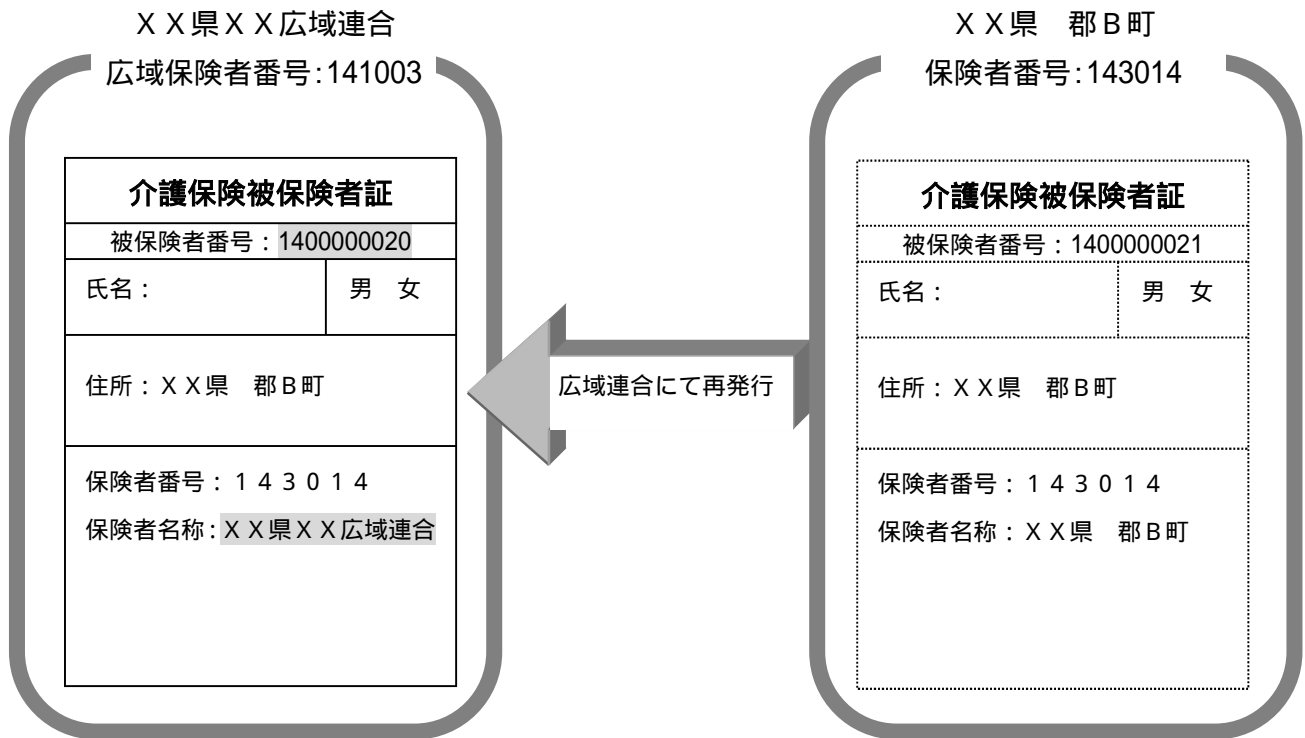 ＸＸ県ＸＸ広域連合
広域保険者番号:141003
介護保険被保険者証
被保険者番号：1400000020
氏名：
男　女
住所：ＸＸ県　郡Ｂ町
保険者番号：１４３０１４
保険者名称：ＸＸ県ＸＸ広域連合
広域連合にて再発行
ＸＸ県　郡Ｂ町
保険者番号:143014
介護保険被保険者証
被保険者番号：1400000021
氏名：
男　女
住所：ＸＸ県　郡Ｂ町
保険者番号：１４３０１４
保険者名称：ＸＸ県　郡Ｂ町